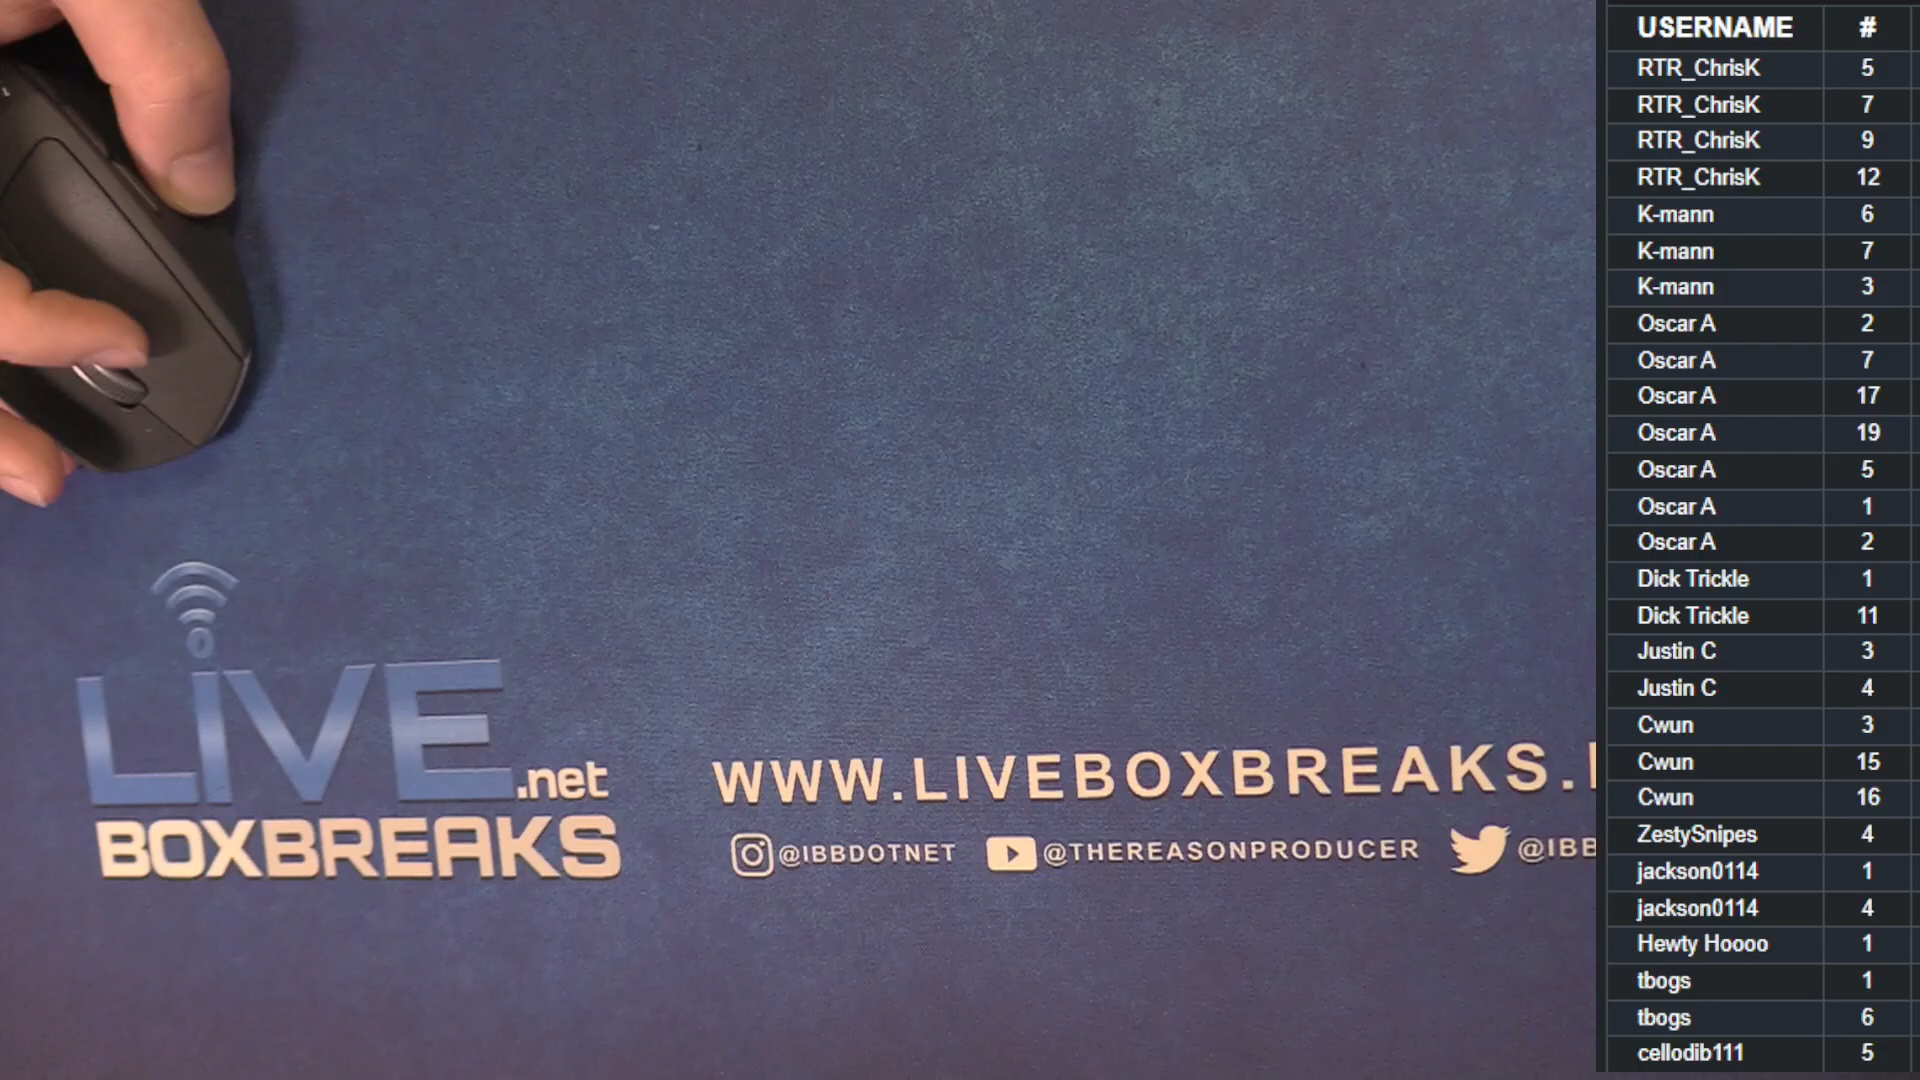 LiVE.net
BOXBREAKS
WWW.LIVEBOXBREAKS.
@IBBDOTNET @THEREASONPRODUCER @IBB
USERNAME #
RTR_ChrisK 5
RTR_ChrisK 7
RTR_ChrisK 9
RTR_ChrisK 12
K-mann 6
K-mann 7
K-mann 3
Oscar A 2
Oscar A 7
Oscar A 17
Oscar A 19
Oscar A 5
Oscar A 1
Oscar A 2
Dick Trickle 1
Dick Trickle 11
Justin C 3
Justin C 4
Cwun 3
Cwun 15
Cwun 16
ZestySnipes 4
jackson0114 1
jackson0114 4
Hewty Hoooo 1
tbogs 1
tbogs 6
cellodib111 5